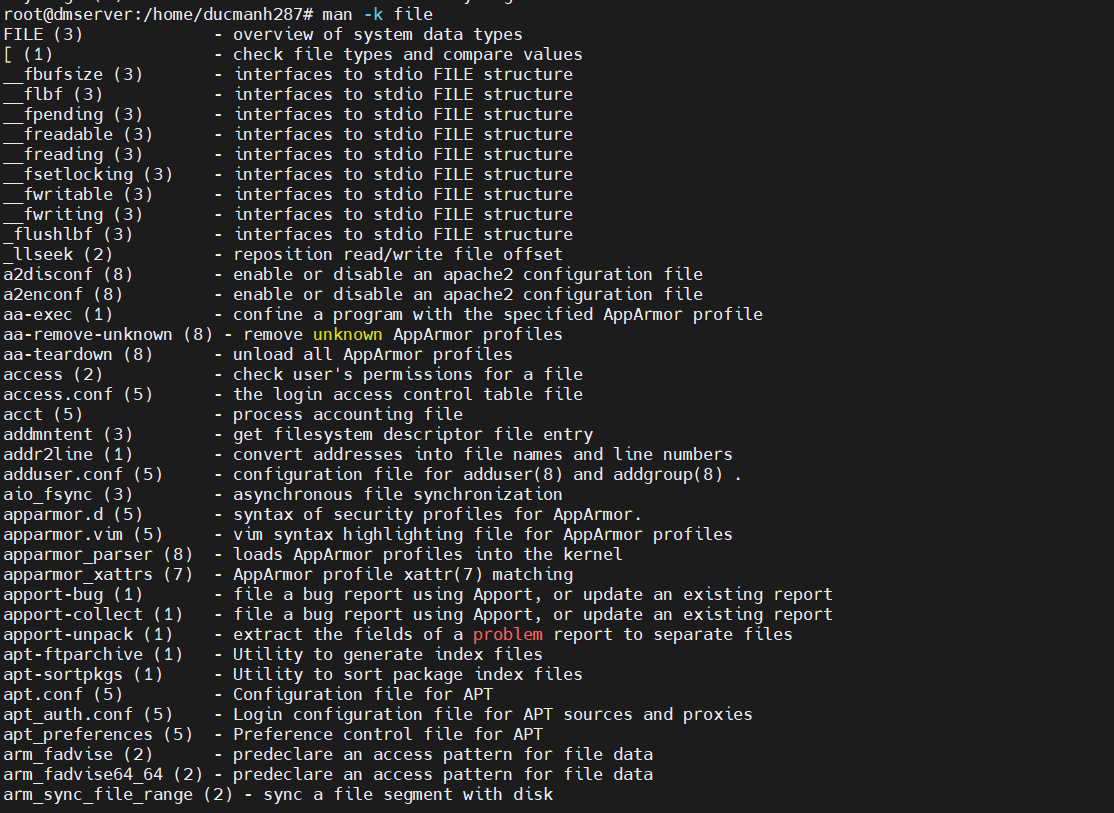 root@dmserver:/home/ducmanh287# man -k file
FILE (3)             - overview of system data types
[ (1)                - check file types and compare values
__fbufsize (3)       - interfaces to stdio FILE structure
__flbf (3)           - interfaces to stdio FILE structure
__fpending (3)       - interfaces to stdio FILE structure
__freadable (3)      - interfaces to stdio FILE structure
__freading (3)       - interfaces to stdio FILE structure
__fsetlocking (3)    - interfaces to stdio FILE structure
__fwritable (3)      - interfaces to stdio FILE structure
__fwriting (3)       - interfaces to stdio FILE structure
_flushlbf (3)        - interfaces to stdio FILE structure
_llseek (2)          - reposition read/write file offset
a2disconf (8)        - enable or disable an apache2 configuration file
a2enconf (8)         - enable or disable an apache2 configuration file
aa-exec (1)          - confine a program with the specified AppArmor profile
aa-remove-unknown (8) - remove unknown AppArmor profiles
aa-teardown (8)      - unload all AppArmor profiles
access (2)           - check user's permissions for a file
access.conf (5)      - the login access control table file
acct (5)             - process accounting file
addmntent (3)        - get filesystem descriptor file entry
addr2line (1)        - convert addresses into file names and line numbers
adduser.conf (5)     - configuration file for adduser(8) and addgroup(8) .
aio_fsync (3)        - asynchronous file synchronization
apparmor.d (5)       - syntax of security profiles for AppArmor.
apparmor.vim (5)     - vim syntax highlighting file for AppArmor profiles
apparmor_parser (8)  - loads AppArmor profiles into the kernel
apparmor_xattrs (7)  - AppArmor profile xattr(7) matching
apport-bug (1)       - file a bug report using Apport, or update an existing report
apport-collect (1)   - file a bug report using Apport, or update an existing report
apport-unpack (1)    - extract the fields of a problem report to separate files
apt-ftparchive (1)   - Utility to generate index files
apt-sortpkgs (1)     - Utility to sort package index files
apt.conf (5)         - Configuration file for APT
apt_auth.conf (5)    - Login configuration file for APT sources and proxies
apt_preferences (5)  - Preference control file for APT
arm_fadvise (2)      - predeclare an access pattern for file data
arm_fadvise64_64 (2) - predeclare an access pattern for file data
arm_sync_file_range (2) - sync a file segment with disk